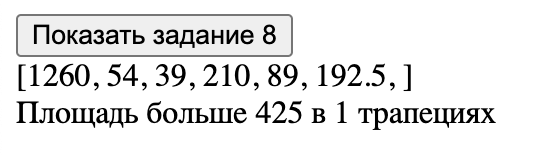 Показать задание 8
[1260, 54, 39, 210, 89, 192.5, ]
Площадь больше 425 в 1 трапециях